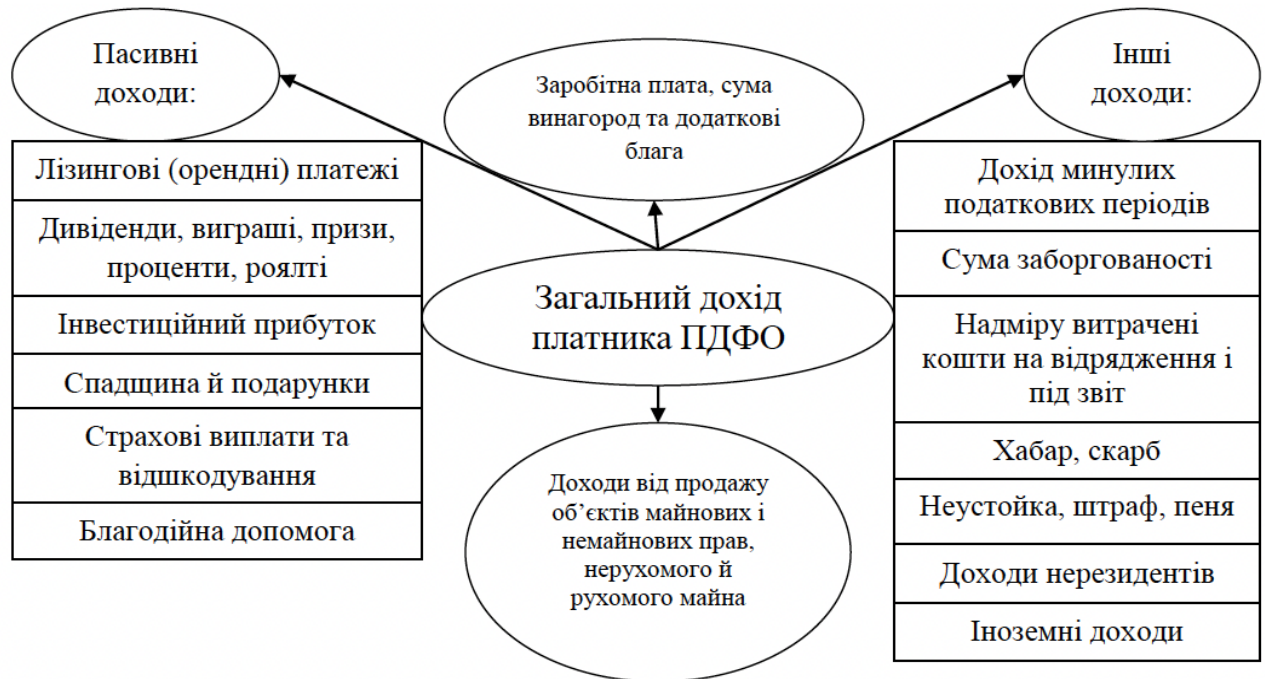 Пасивні
доходи:
Лізингові (орендні) платежі
Дивіденди, виграші, призи,
проценти, роялті
Інвестиційний прибуток
Спадщина й подарунки
Страхові виплати та
відшкодування
Благодійна допомога
Заробітна плата, сума
винагород та додаткові
блага
Загальний дохід
платника ПДФО
Доходи від продажу
об’єктів майнових і
немайнових прав,
нерухомого й
рухомого майна
Інші
доходи:
Дохід минулих
податкових періодів
Сума заборгованості
Надміру витрачені
кошти на відрядження і
під звіт
Хабар, скарб
Неустойка, штраф, пеня
Доходи нерезидентів
Іноземні доходи